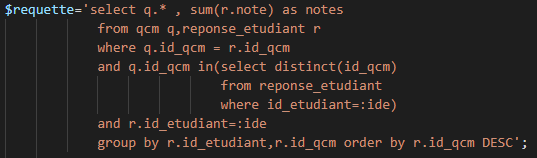 $requette='select q.* , sum(r.note) as notes
from qcm q,reponse_etudiant r
where q.id_qcm = r.id_qcm
and q.id_qcm in(select distinct(id_qcm)
from reponse_etudiant
where id_etudiant=:ide)
and r.id_etudiant=:ide
group by r.id_etudiant,r.id_qcm order by r.id_qcm DESC';